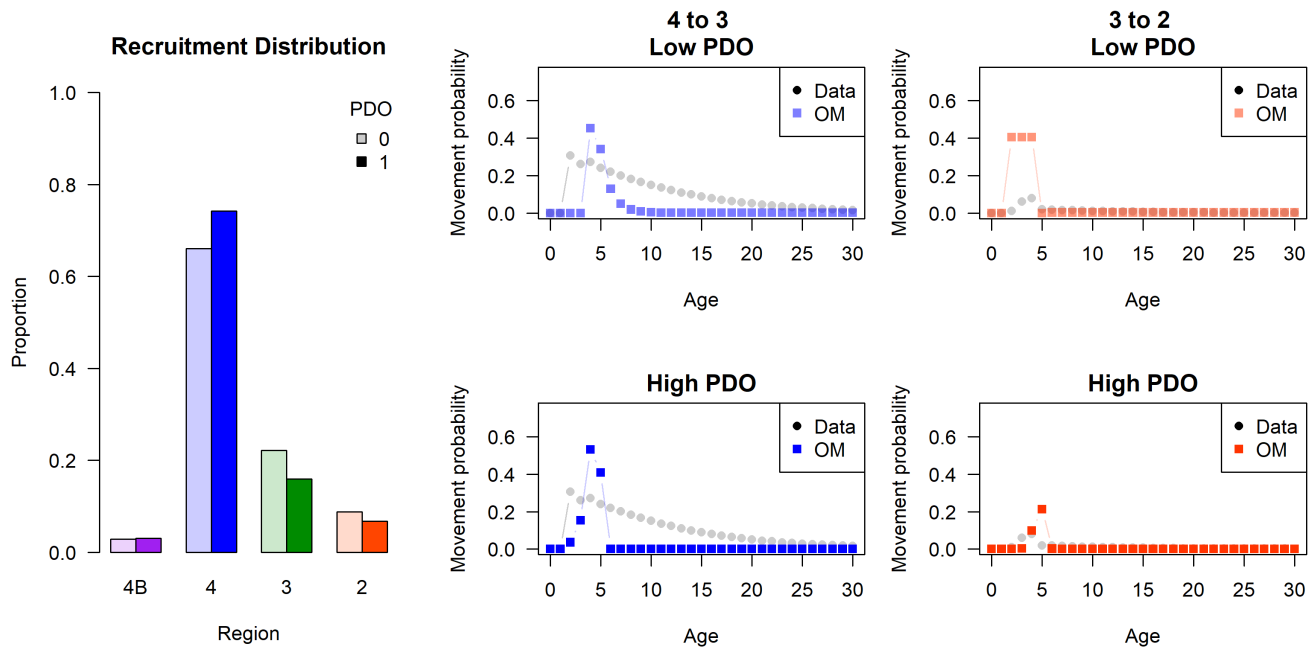 Recruitment Distribution
Proportion
1.0
0.8
0.6
0.4
0.2
0.0
PDO
0
1
4B
4
3
2
Region
4 to 3
Low PDO
Movement probability
0.6
0.4
0.2
0.0
Data
OM
0 5 10 15 20 25 30
Age
3 to 2
Low PDO
Movement probability
0.6
0.4
0.2
0.0
Data
OM
0 5 10 15 20 25 30
Age
High PDO
Movement probability
0.6
0.4
0.2
0.0
Data
OM
0 5 10 15 20 25 30
Age
High PDO
Movement probability
0.6
0.4
0.2
0.0
Data
OM
0 5 10 15 20 25 30
Age